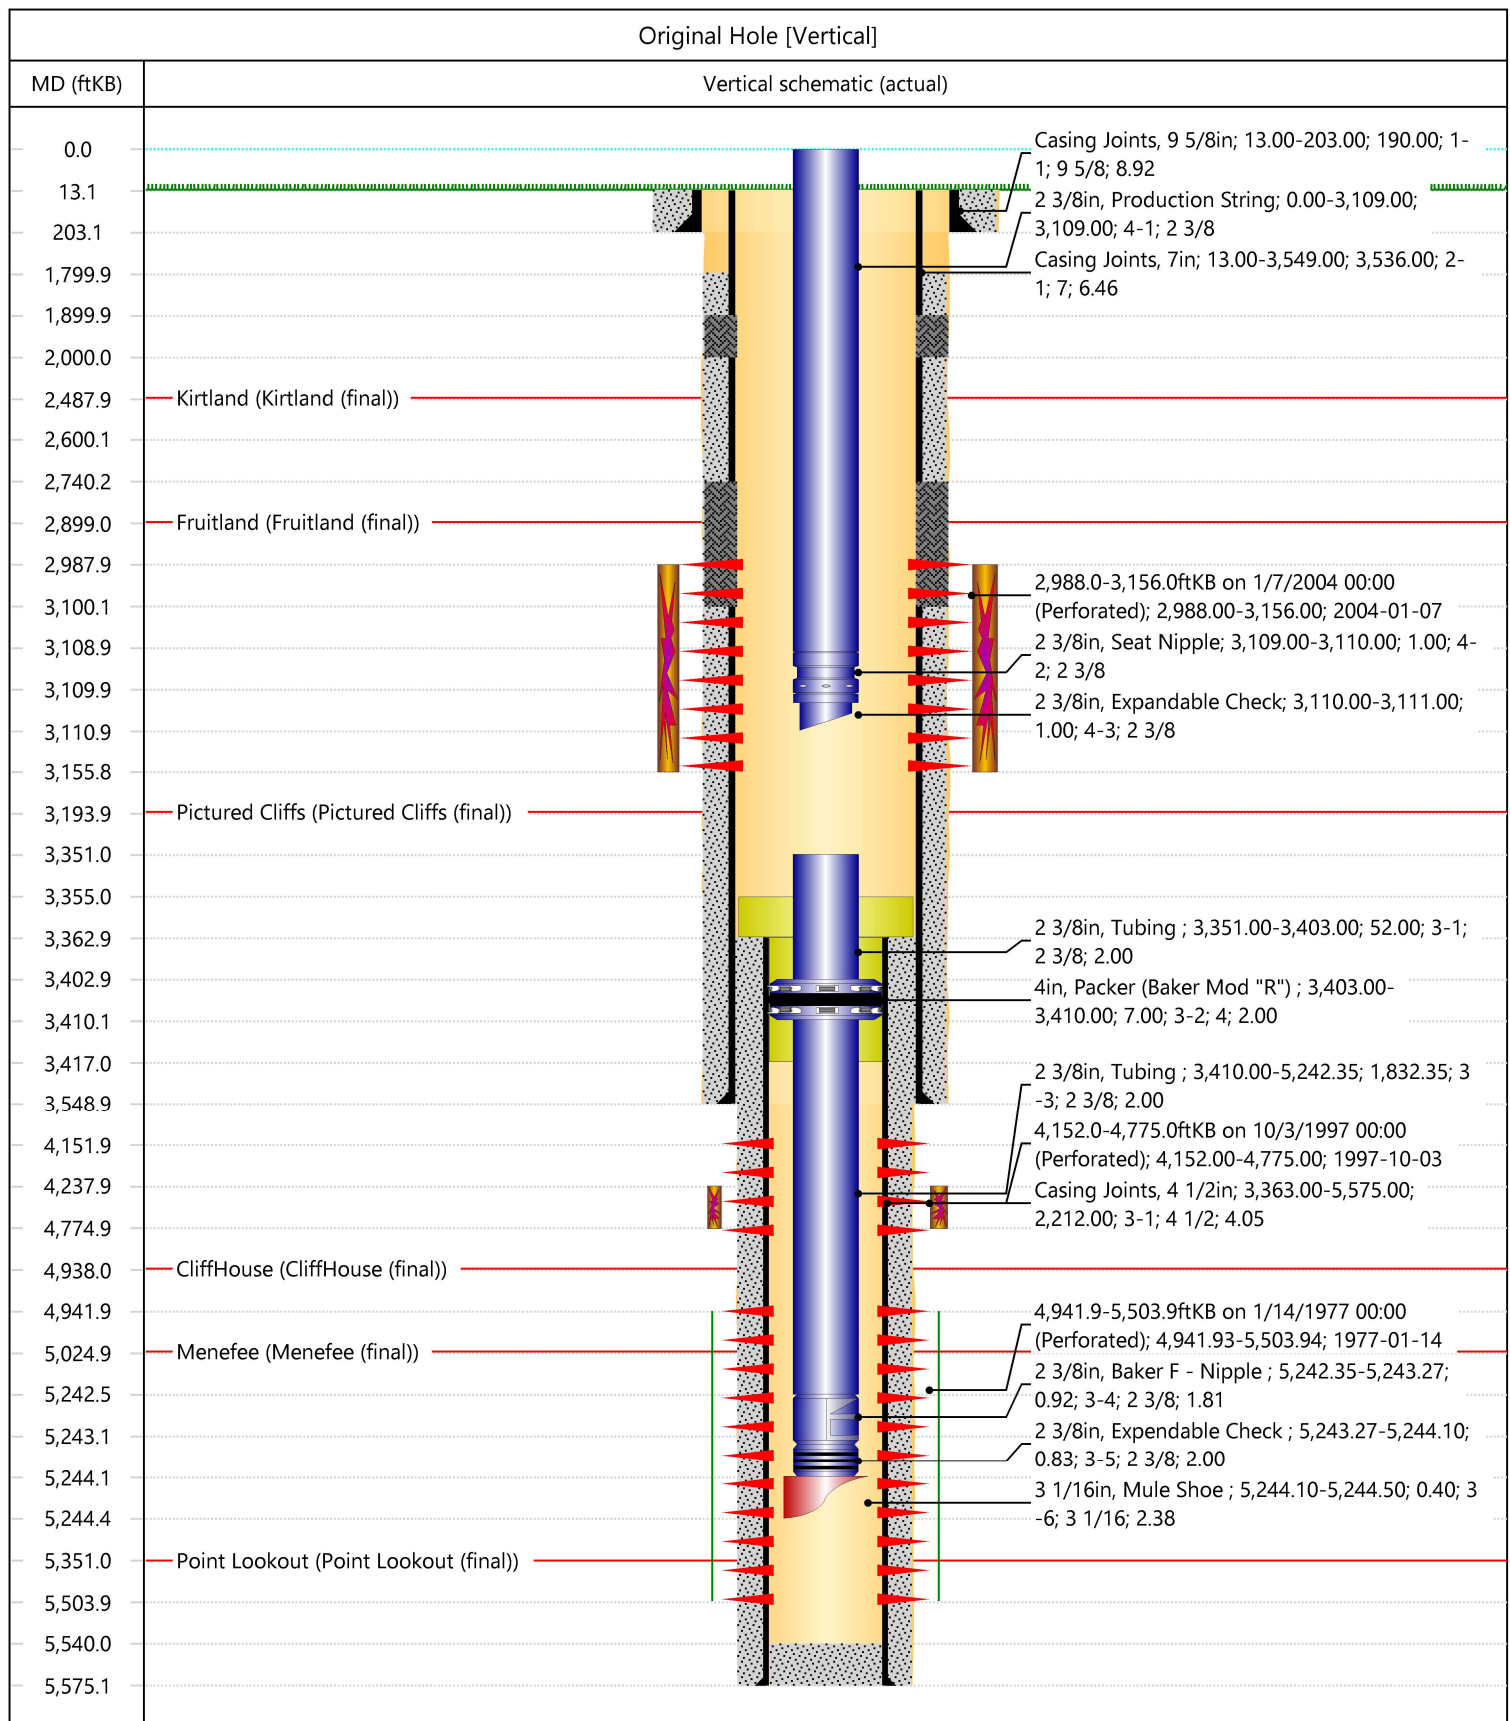 Original Hole [Vertical]
MD (ftKB)
Vertical schematic (actual)
0.0
13.1
203.1
1,799.9
1,899.9
2,000.0
2,487.9
2,600.1
2,740.2
2,899.0
2,987.9
3,100.1
3,108.9
3,109.9
3,110.9
3,155.8
3,193.9
3,351.0
3,355.0
3,362.9
3,402.9
3,410.1
3,417.0
3,548.9
4,151.9
4,237.9
4,774.9
4,938.0
4,941.9
5,024.9
5,242.5
5,243.1
5,244.1
5,244.4
5,351.0
5,503.9
5,540.0
5,575.1
Kirtland (Kirtland (final))
Fruitland (Fruitland (final))
Pictured Cliffs (Pictured Cliffs (final))
CliffHouse (CliffHouse (final))
Menefee (Menefee (final))
Point Lookout (Point Lookout (final))
Casing Joints, 9 5/8in; 13.00-203.00; 190.00; 1-
1; 9 5/8; 8.92
2 3/8in, Production String; 0.00-3,109.00;
3,109.00; 4-1; 2 3/8
Casing Joints, 7in; 13.00-3,549.00; 3,536.00; 2-
1; 7; 6.46
2,988.0-3,156.0ftKB on 1/7/2004 00:00
(Perforated); 2,988.00-3,156.00; 2004-01-07
2 3/8in, Seat Nipple; 3,109.00-3,110.00; 1.00; 4-
2; 2 3/8
2 3/8in, Expandable Check; 3,110.00-3,111.00;
1.00; 4-3; 2 3/8
2 3/8in, Tubing ; 3,351.00-3,403.00; 52.00; 3-1;
2 3/8; 2.00
4in, Packer (Baker Mod "R") ; 3,403.00-
3,410.00; 7.00; 3-2; 4; 2.00
2 3/8in, Tubing ; 3,410.00-5,242.35; 1,832.35; 3
-3; 2 3/8; 2.00
4,152.0-4,775.0ftKB on 10/3/1997 00:00
(Perforated); 4,152.00-4,775.00; 1997-10-03
Casing Joints, 4 1/2in; 3,363.00-5,575.00;
2,212.00; 3-1; 4 1/2; 4.05
4,941.9-5,503.9ftKB on 1/14/1977 00:00
(Perforated); 4,941.93-5,503.94; 1977-01-14
2 3/8in, Baker F - Nipple ; 5,242.35-5,243.27;
0.92; 3-4; 2 3/8; 1.81
2 3/8in, Expendable Check ; 5,243.27-5,244.10;
0.83; 3-5; 2 3/8; 2.00
3 1/16in, Mule Shoe ; 5,244.10-5,244.50; 0.40; 3
-6; 3 1/16; 2.38